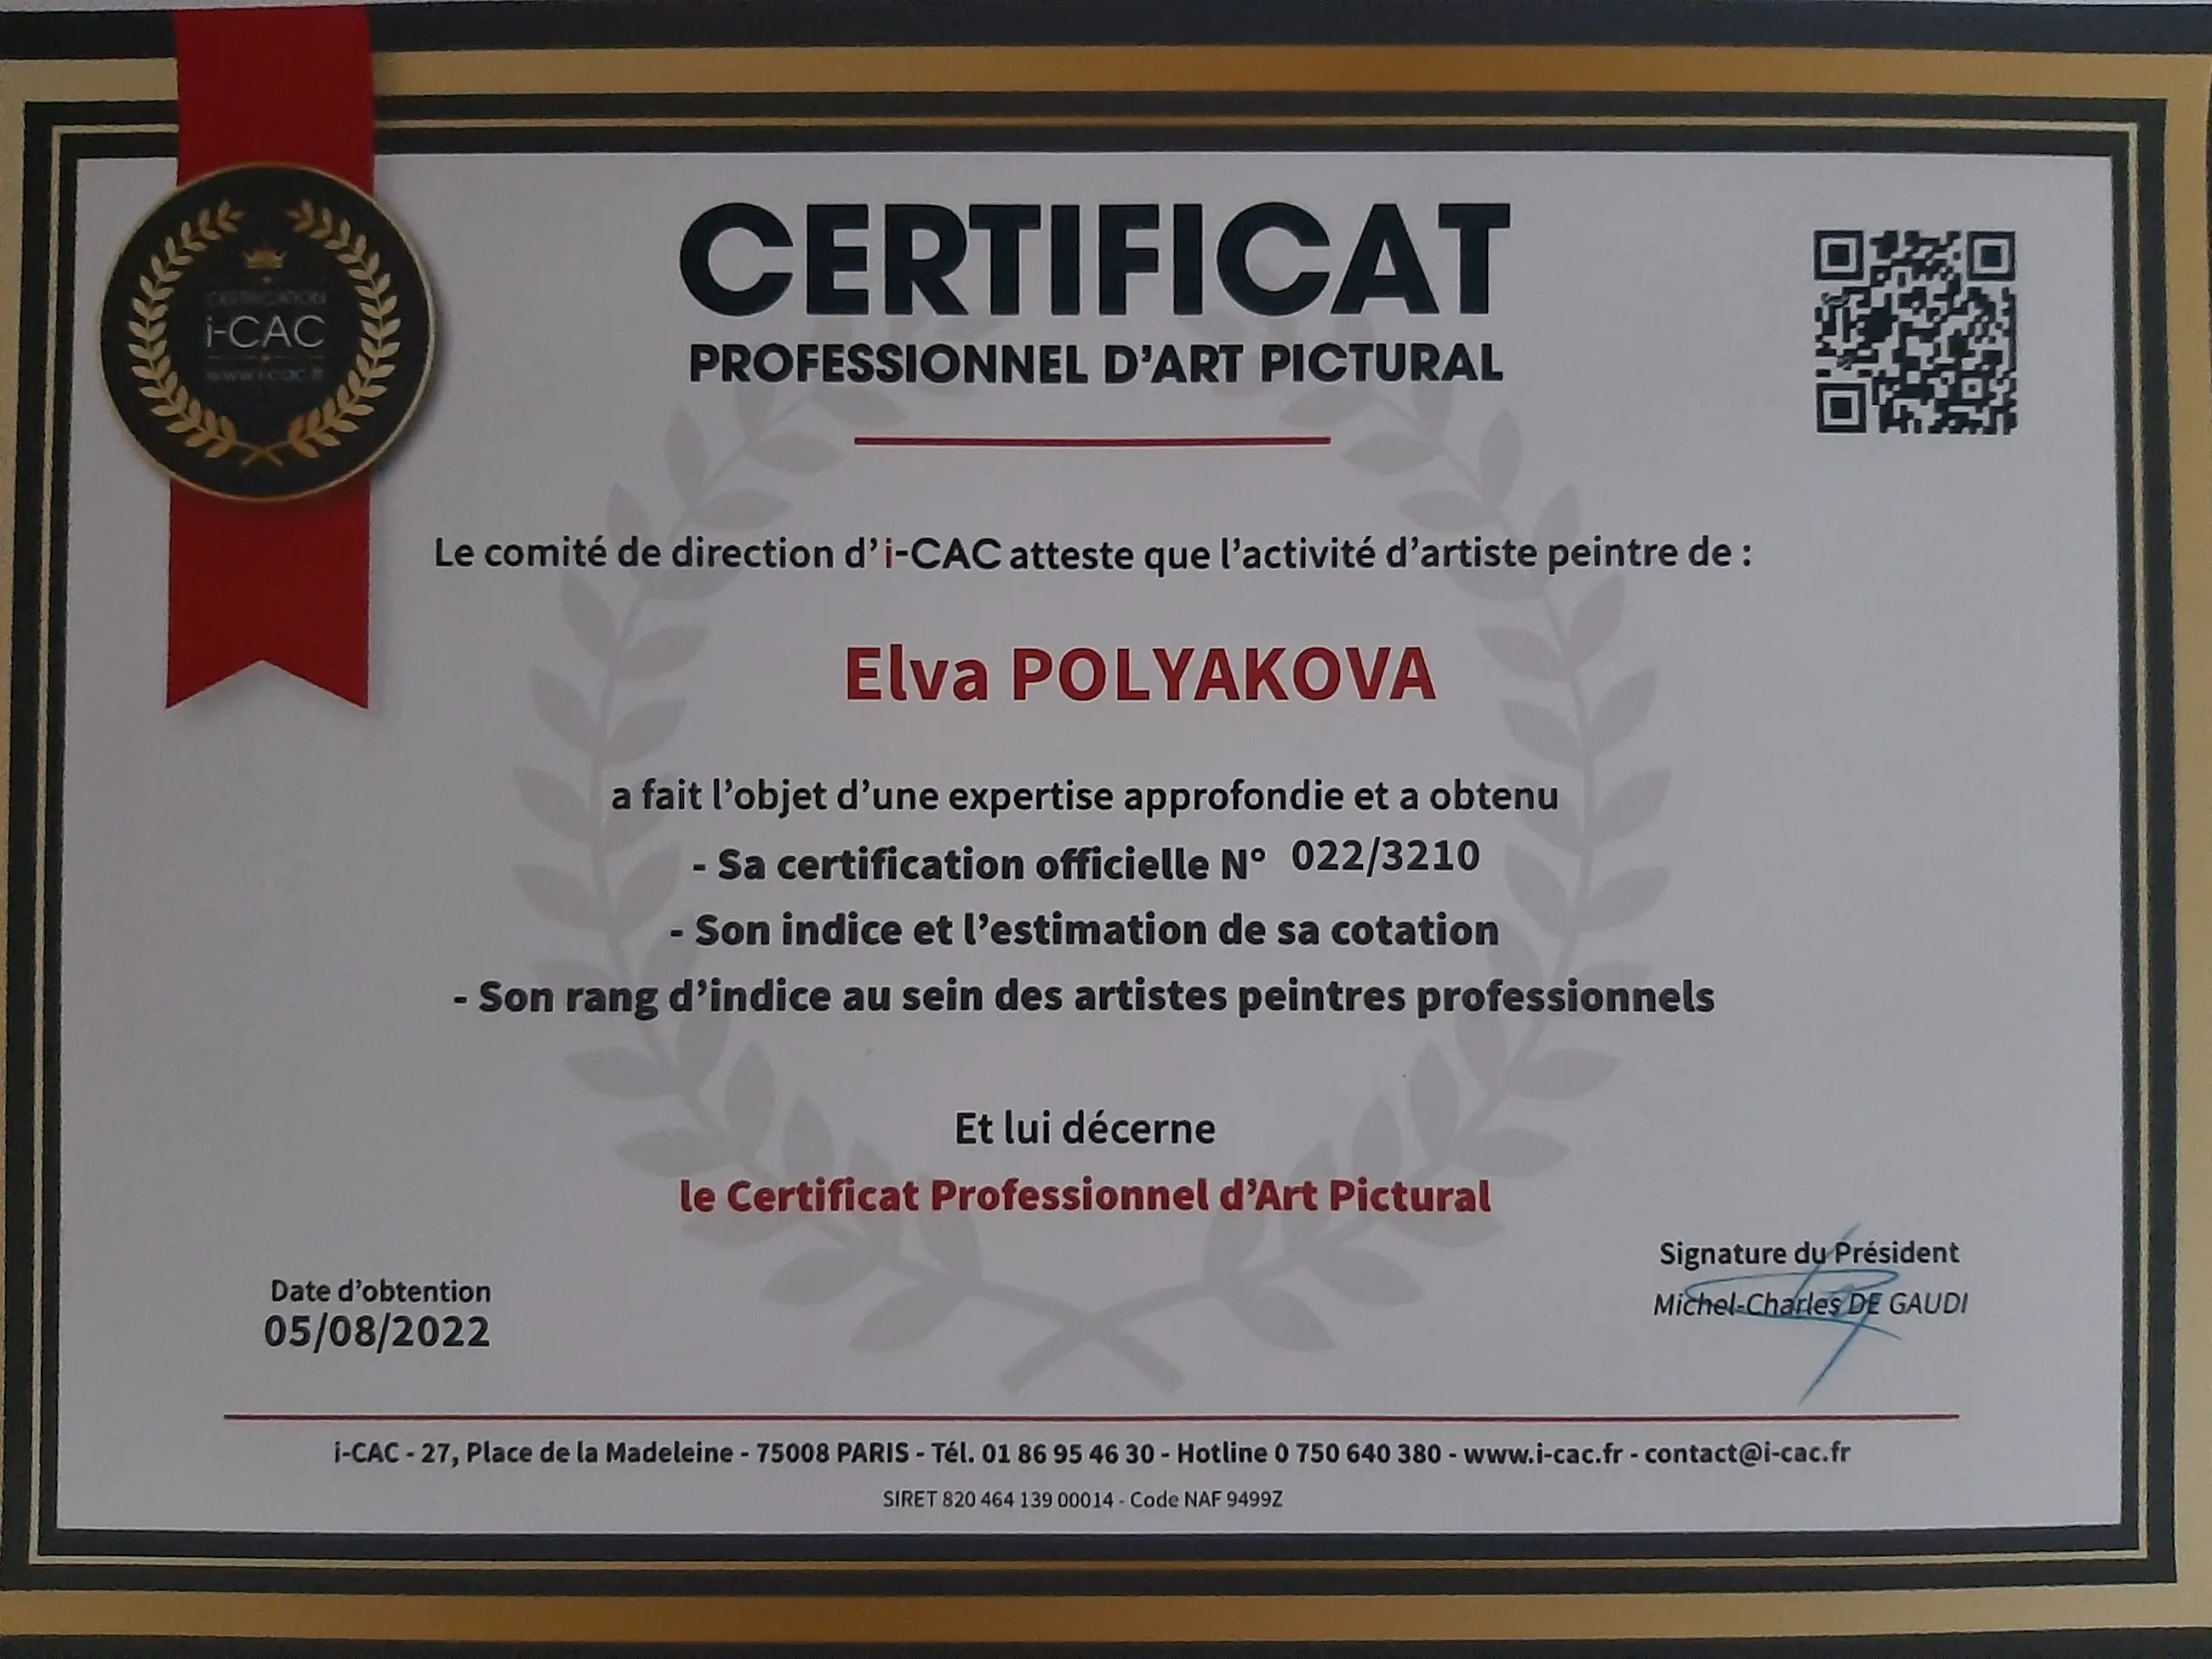 CERTIFICATION
i-CAC
www.i-cac.fr
CERTIFICAT
PROFESSIONNEL D'ART PICTURAL
Le comité de direction d'i-CAC atteste que l'activité d'artiste peintre de :
Elva POLYAKOVA
a fait l'objet d'une expertise approfondie et a obtenu
- Sa certification officielle N° 022/3210
- Son indice et l'estimation de sa cotation
- Son rang d'indice au sein des artistes peintres professionnels
Et lui décerne
le Certificat Professionnel d'Art Pictural
Date d'obtention
05/08/2022
Signature du Président
Michel-Charles DE GAUDI
i-CAC - 27, Place de la Madeleine - 75008 PARIS - Tél. 01 86 95 46 30 - Hotline 0 750 640 380 - www.i-cac.fr - contact@i-cac.fr
SIRET 820 464 139 00014 - Code NAF 9499Z